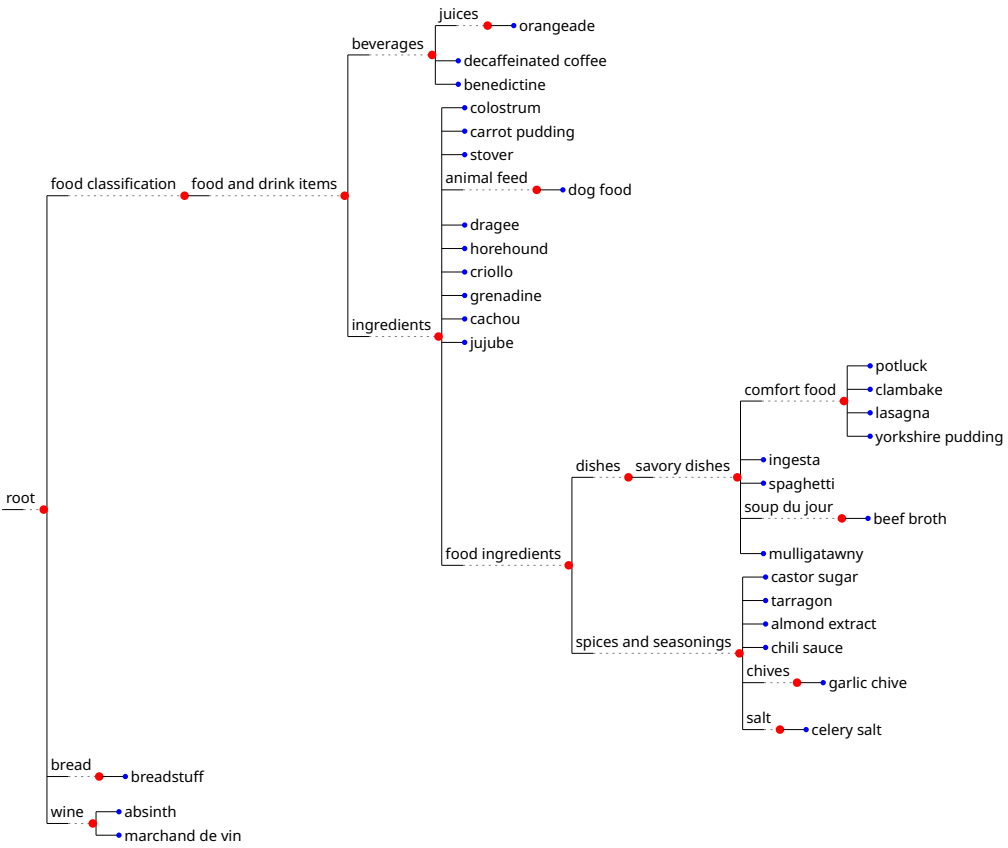 juices
orangeade
beverages
decaffeinated coffee
benedictine
colostrum
carrot pudding
stover
animal feed
dog food
food classification
food and drink items
dragee
horehound
criollo
grenadine
cachou
ingredients
jujube
potluck
comfort food
clambake
lasagna
yorkshire pudding
ingesta
dishes
savory dishes
spaghetti
root
soup du jour
beef broth
food ingredients
mulligatawny
castor sugar
tarragon
almond extract
spices and seasonings
chili sauce
chives
garlic chive
salt
celery salt
bread
breadstuff
wine
absinth
marchand de vin